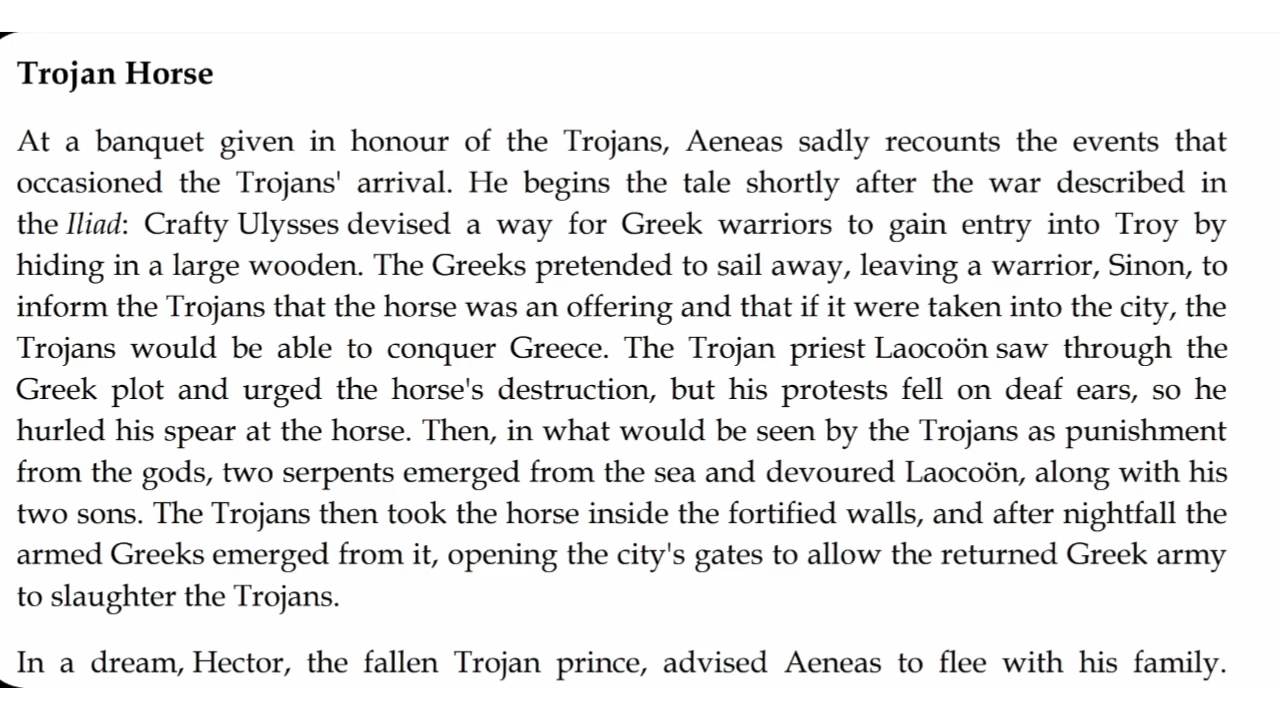 Trojan Horse
At a banquet given in honour of the Trojans, Aeneas sadly recounts the events that
occasioned the Trojans' arrival. He begins the tale shortly after the war described in
the Iliad: Crafty Ulysses devised a way for Greek warriors to gain entry into Troy by
hiding in a large wooden. The Greeks pretended to sail away, leaving a warrior, Sinon, to
inform the Trojans that the horse was an offering and that if it were taken into the city, the
Trojans would be able to conquer Greece. The Trojan priest Laocoön saw through the
Greek plot and urged the horse's destruction, but his protests fell on deaf ears, so he
hurled his spear at the horse. Then, in what would be seen by the Trojans as punishment
from the gods, two serpents emerged from the sea and devoured Laocoön, along with his
two sons. The Trojans then took the horse inside the fortified walls, and after nightfall the
armed Greeks emerged from it, opening the city's gates to allow the returned Greek army
to slaughter the Trojans.
In a dream, Hector, the fallen Trojan prince, advised Aeneas to flee with his family.